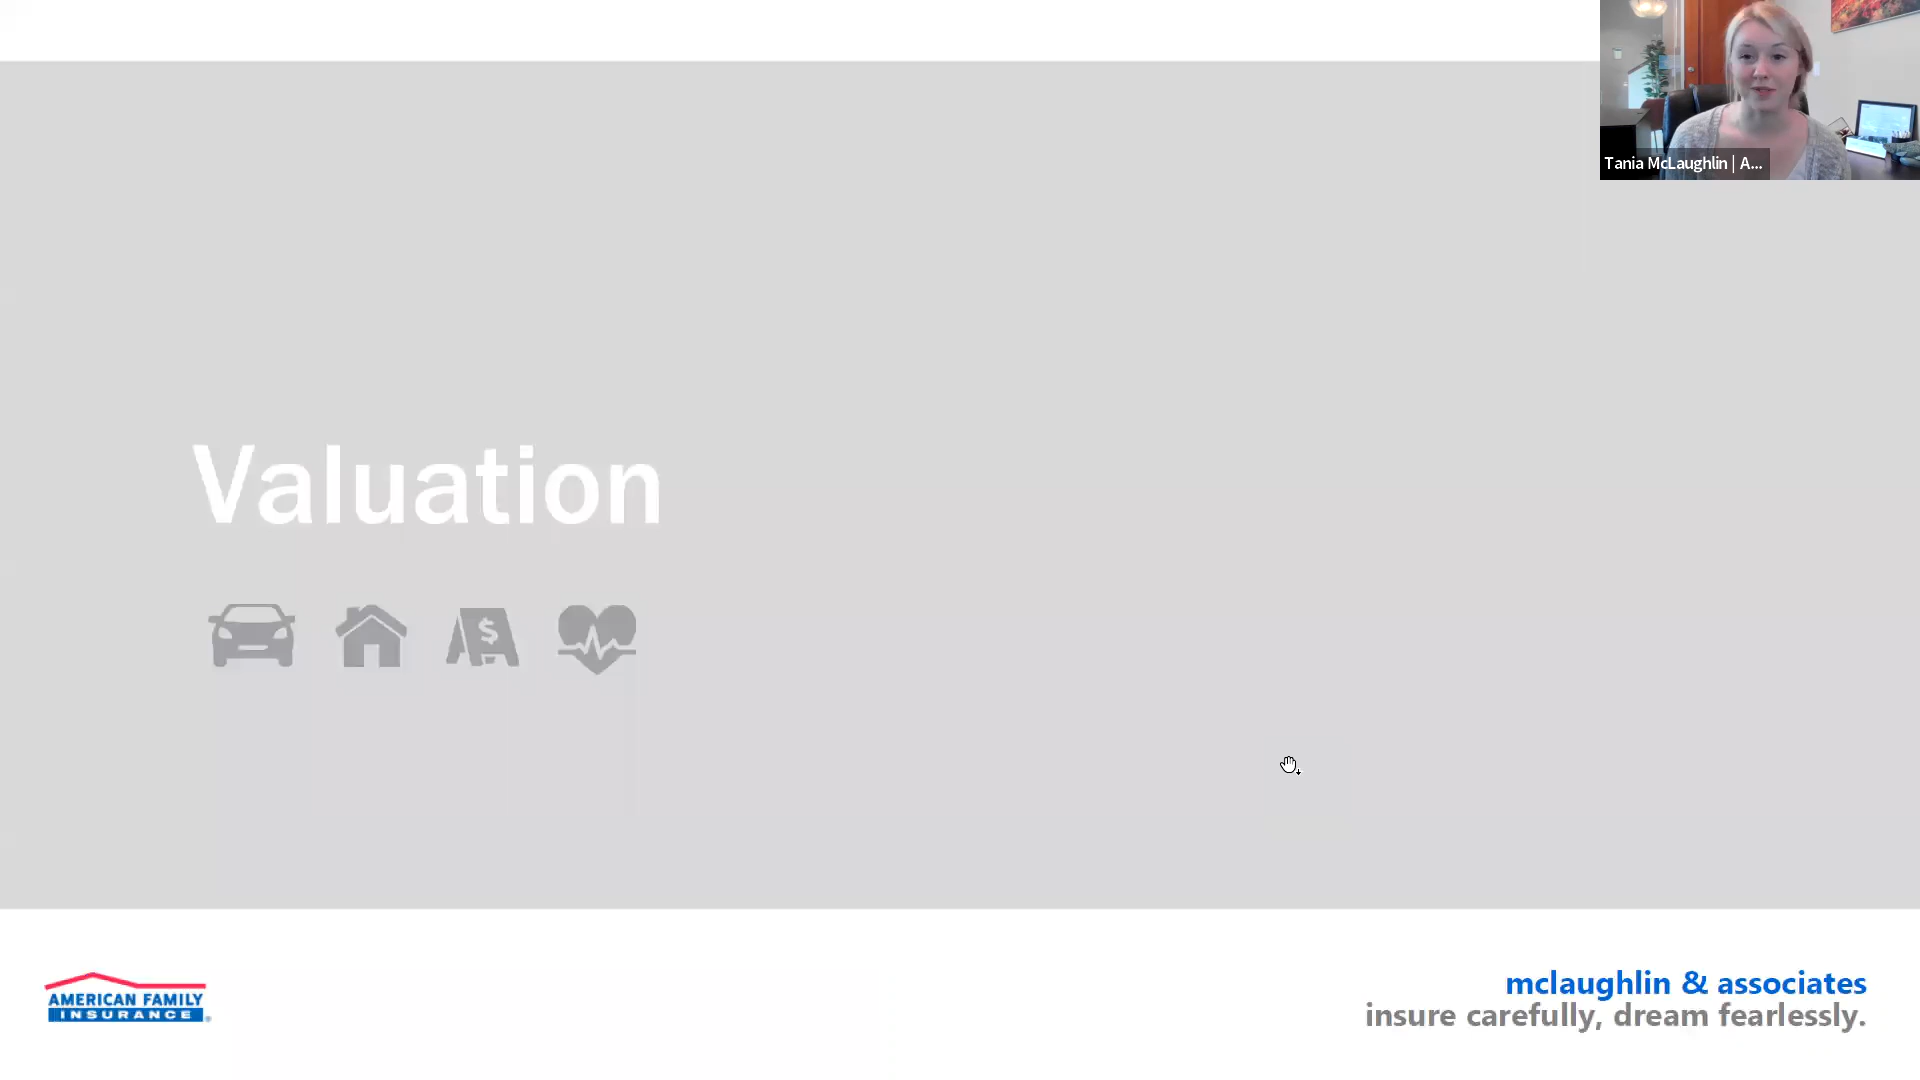 Tania McLaughlin | A...
Valuation
$
AMERICAN FAMILY
INSURANCE®
mclaughlin & associates
insure carefully, dream fearlessly.